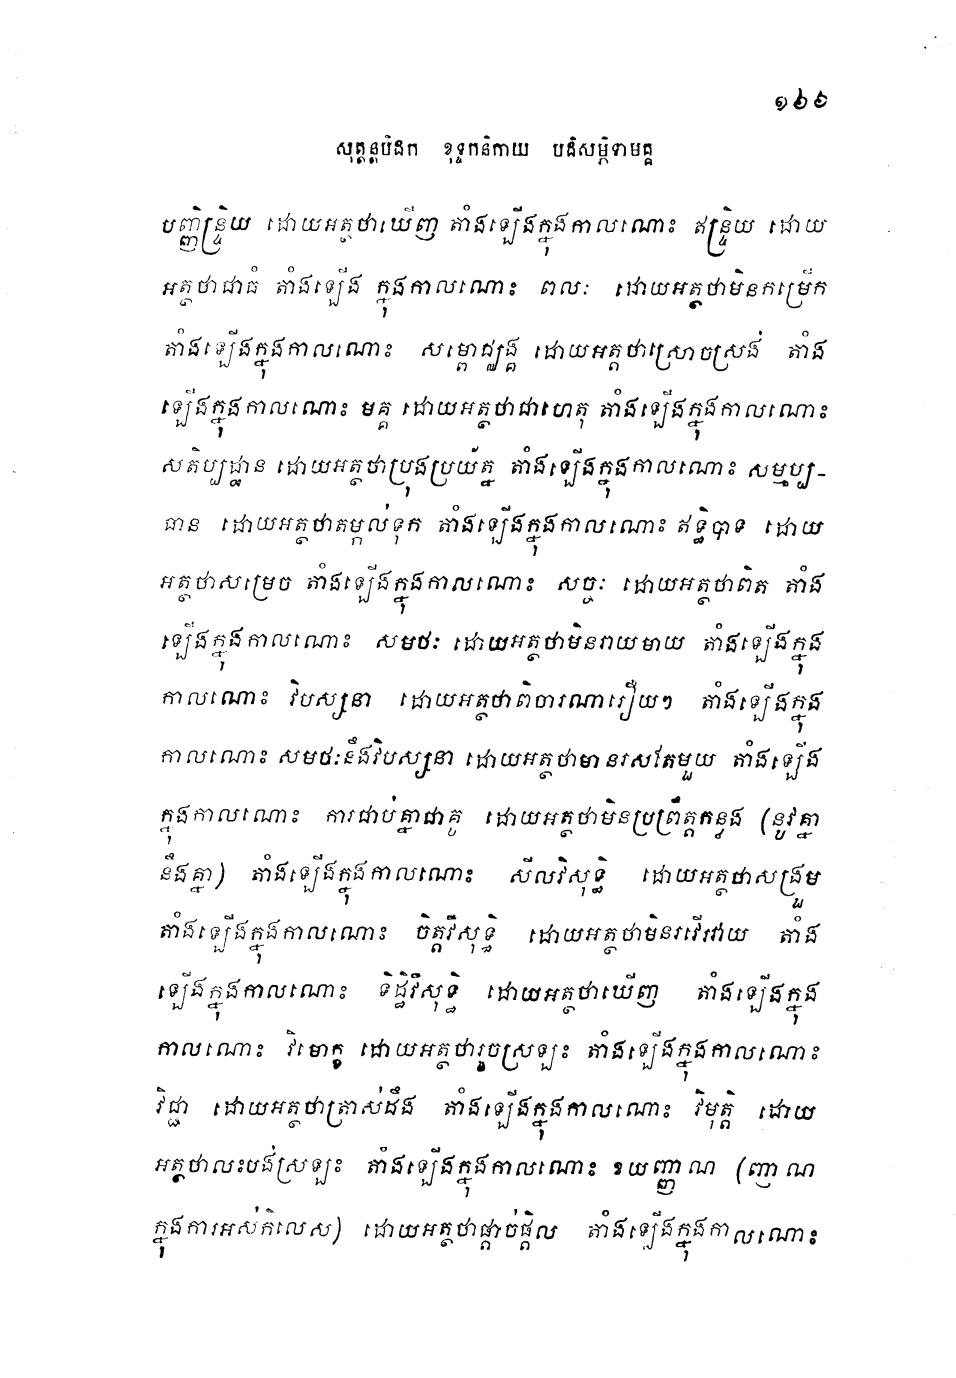 ១៦៦
សុត្តន្តបិដក ខុទ្ទកនិកាយ បដិសម្ភិទាមគ្គ
បញ្ញិន្ទ្រិយ ដោយអត្ថថាឃើញ តាំងឡើងក្នុងកាលណោះ ឥន្ទ្រិយ ដោយ
អត្ថថាជាធំ តាំងឡើង ក្នុងកាលណោះ ពលៈ ដោយអត្ថថាមិនកម្រើក
តាំងឡើងក្នុងកាលណោះ សម្ពោជ្ឈង្គ ដោយអត្ថថាស្រោចស្រង់ តាំង
ឡើងក្នុងកាលណោះ មគ្គ ដោយអត្ថថាជាហេតុ តាំងឡើងក្នុងកាលណោះ
សតិប្បដ្ឋាន ដោយអត្ថថាប្រុងប្រយ័ត្ន តាំងឡើងក្នុងកាលណោះ សម្មប្ប-
ធាន ដោយអត្ថថាតម្កល់ទុក តាំងឡើងក្នុងកាលណោះ ឥទ្ធិបាទ ដោយ
អត្ថថាសម្រេច តាំងឡើងក្នុងកាលណោះ សច្ចៈ ដោយអត្ថថាពិត តាំង
ឡើងក្នុងកាលណោះ សមថៈ ដោយអត្ថថាមិនរាយមាយ តាំងឡើងក្នុង
កាលណោះ វិបស្សនា ដោយអត្ថថាពិចារណារឿយៗ តាំងឡើងក្នុង
កាលណោះ សមថៈនឹងវិបស្សនា ដោយអត្ថថាមានរសតែមួយ តាំងឡើង
ក្នុងកាលណោះ ការជាប់គ្នាជាគូ ដោយអត្ថថាមិនប្រព្រឹត្តកន្លង (នូវគ្នា
នឹងគ្នា) តាំងឡើងក្នុងកាលណោះ សីលវិសុទ្ធិ ដោយអត្ថថាសង្រួម
តាំងឡើងក្នុងកាលណោះ ចិត្តវិសុទ្ធិ ដោយអត្ថថាមិនរវើរវាយ តាំង
ឡើងក្នុងកាលណោះ ទិដ្ឋិវិសុទ្ធិ ដោយអត្ថថាឃើញ តាំងឡើងក្នុង
កាលណោះ វិមោក្ខ ដោយអត្ថថារួចស្រឡះ តាំងឡើងក្នុងកាលណោះ
វិជ្ជា ដោយអត្ថថាត្រាស់ដឹង តាំងឡើងក្នុងកាលណោះ វិមុត្តិ ដោយ
អត្ថថាលះបង់ស្រឡះ តាំងឡើងក្នុងកាលណោះ ខយញ្ញាណ (ញាណ
ក្នុងការអស់កិលេស) ដោយអត្ថថាផ្តាច់ផ្តិល តាំងឡើងក្នុងកាលណោះ